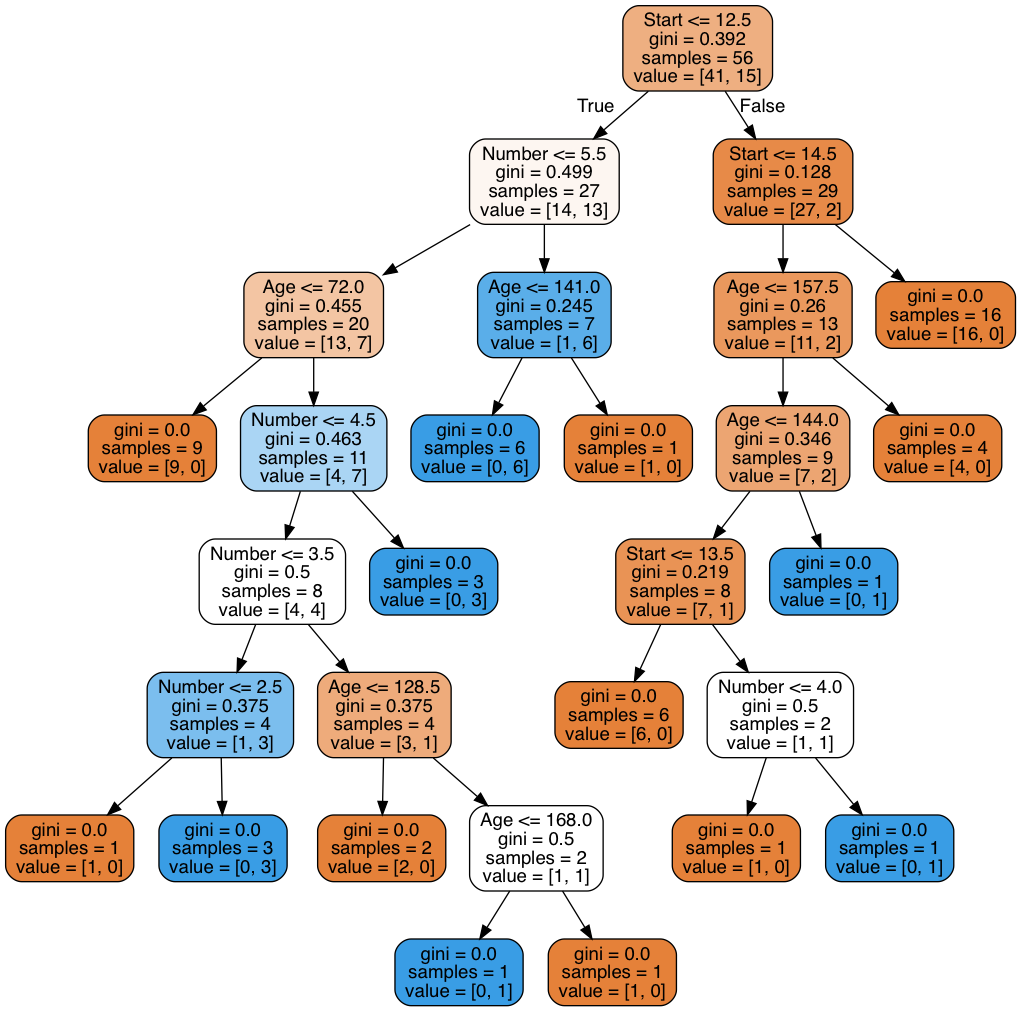 Start <= 12.5
gini = 0.392
samples = 56
value = [41, 15]
True
False
Number <= 5.5
gini = 0.499
samples = 27
value = [14, 13]
Start <= 14.5
gini = 0.128
samples = 29
value = [27, 2]
Age <= 72.0
gini = 0.455
samples = 20
value = [13, 7]
Age <= 141.0
gini = 0.245
samples = 7
value = [1, 6]
Age <= 157.5
gini = 0.26
samples = 13
value = [11, 2]
gini = 0.0
samples = 16
value = [16, 0]
gini = 0.0
samples = 9
value = [9, 0]
Number <= 4.5
gini = 0.463
samples = 11
value = [4, 7]
gini = 0.0
samples = 6
value = [0, 6]
gini = 0.0
samples = 1
value = [1, 0]
Age <= 144.0
gini = 0.346
samples = 9
value = [7, 2]
gini = 0.0
samples = 4
value = [4, 0]
Number <= 3.5
gini = 0.5
samples = 8
value = [4, 4]
gini = 0.0
samples = 3
value = [0, 3]
Start <= 13.5
gini = 0.219
samples = 8
value = [7, 1]
gini = 0.0
samples = 1
value = [0, 1]
Number <= 2.5
gini = 0.375
samples = 4
value = [1, 3]
Age <= 128.5
gini = 0.375
samples = 4
value = [3, 1]
gini = 0.0
samples = 6
value = [6, 0]
Number <= 4.0
gini = 0.5
samples = 2
value = [1, 1]
gini = 0.0
samples = 1
value = [1, 0]
gini = 0.0
samples = 3
value = [0, 3]
gini = 0.0
samples = 2
value = [2, 0]
Age <= 168.0
gini = 0.5
samples = 2
value = [1, 1]
gini = 0.0
samples = 1
value = [1, 0]
gini = 0.0
samples = 1
value = [0, 1]
gini = 0.0
samples = 1
value = [0, 1]
gini = 0.0
samples = 1
value = [1, 0]